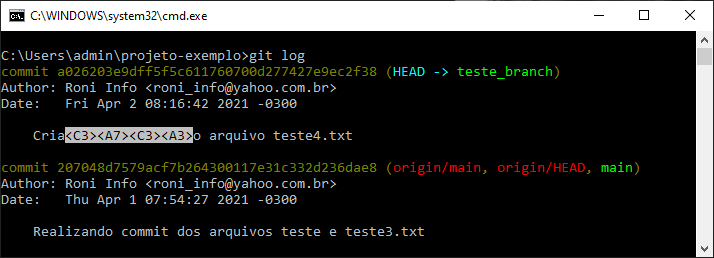 C:\WINDOWS\system32\cmd.exe
C:\Users\admin\projeto-exemplo>git log
commit a026203e9dff5f5c611760700d277427e9ec2f38 (HEAD -> teste_branch)
Author: Roni Info <roni_info@yahoo.com.br>
Date:   Fri Apr 2 08:16:42 2021 -0300
    Cria<C3><A7><C3><A3>o arquivo teste4.txt
commit 207048d7579acf7b264300117e31c332d236dae8 (origin/main, origin/HEAD, main)
Author: Roni Info <roni_info@yahoo.com.br>
Date:   Thu Apr 1 07:54:27 2021 -0300
    Realizando commit dos arquivos teste e teste3.txt